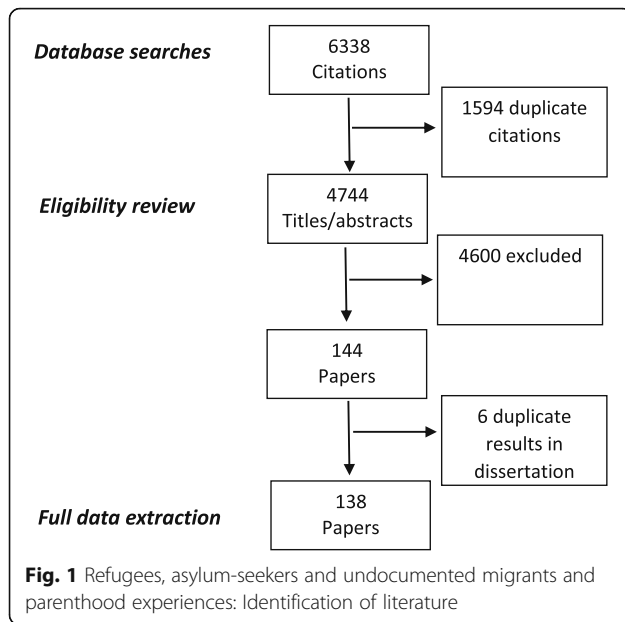 Database searches
6338
Citations
1594 duplicate
citations
Eligibility review
4744
Titles/abstracts
4600 excluded
144
Papers
6 duplicate
results in
dissertation
Full data extraction
138
Papers
Fig. 1 Refugees, asylum-seekers and undocumented migrants and
parenthood experiences: Identification of literature